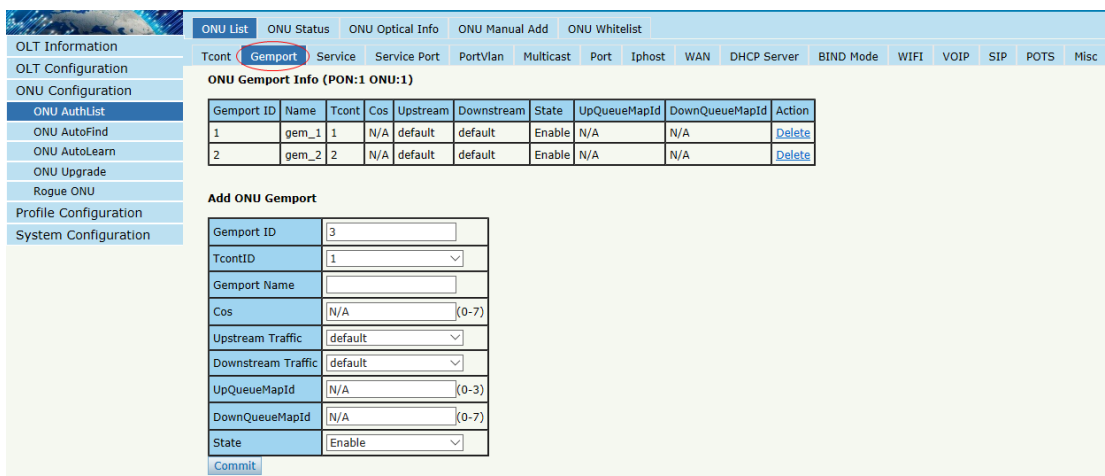 ONU List ONU Status ONU Optical Info ONU Manual Add ONU Whitelist
Tcont Gemport Service Service Port PortVlan Multicast Port Iphost WAN DHCP Server BIND Mode WIFI VOIP SIP POTS Misc
OLT Information
OLT Configuration
ONU Configuration
ONU AuthList
ONU AutoFind
ONU AutoLearn
ONU Upgrade
Rogue ONU
Profile Configuration
System Configuration
ONU Gemport Info (PON:1 ONU:1)
Gemport ID Name Tcont Cos Upstream Downstream State UpQueueMapId DownQueueMapId Action
1 gem_1 1 N/A default default Enable N/A N/A Delete
2 gem_2 2 N/A default default Enable N/A N/A Delete
Add ONU Gemport
Gemport ID 3
TcontID 1
Gemport Name
Cos N/A (0-7)
Upstream Traffic default
Downstream Traffic default
UpQueueMapId N/A (0-3)
DownQueueMapId N/A (0-7)
State Enable
Commit